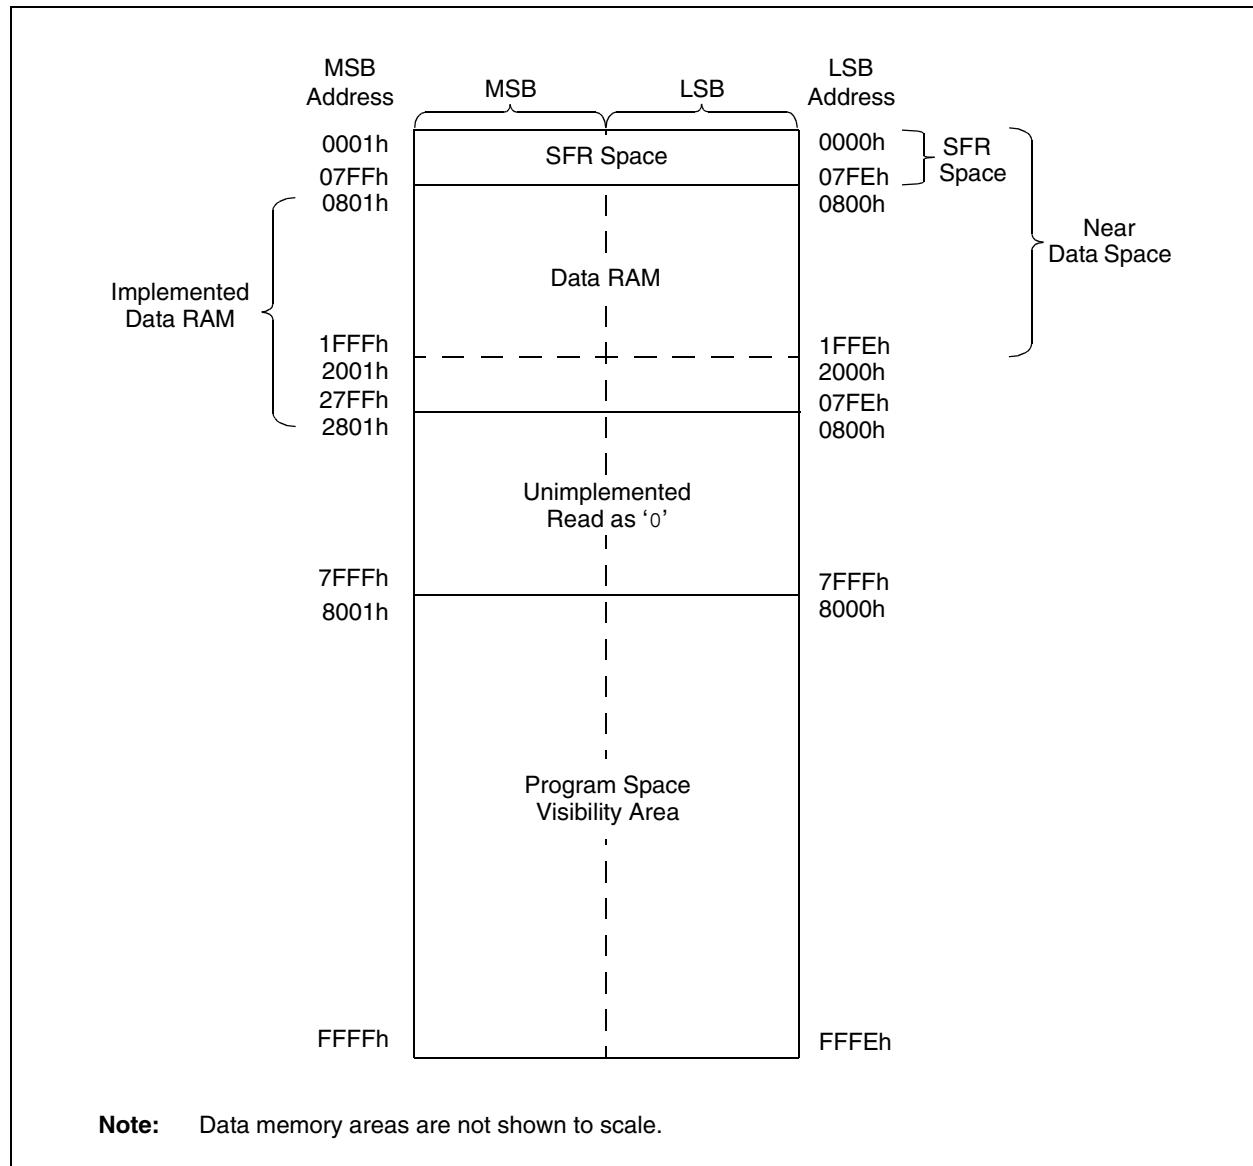 MSB
Address
MSB
LSB
LSB
Address
0001h
SFR Space
0000h
SFR
Space
07FFh
07FEh
0801h
0800h
Near
Data Space
Data RAM
Implemented
Data RAM
1FFFh
1FFEh
2001h
2000h
27FFh
07FEh
2801h
0800h
Unimplemented
Read as ‘0’
7FFFh
7FFFh
8001h
8000h
Program Space
Visibility Area
FFFFh
FFFEh
Note: Data memory areas are not shown to scale.